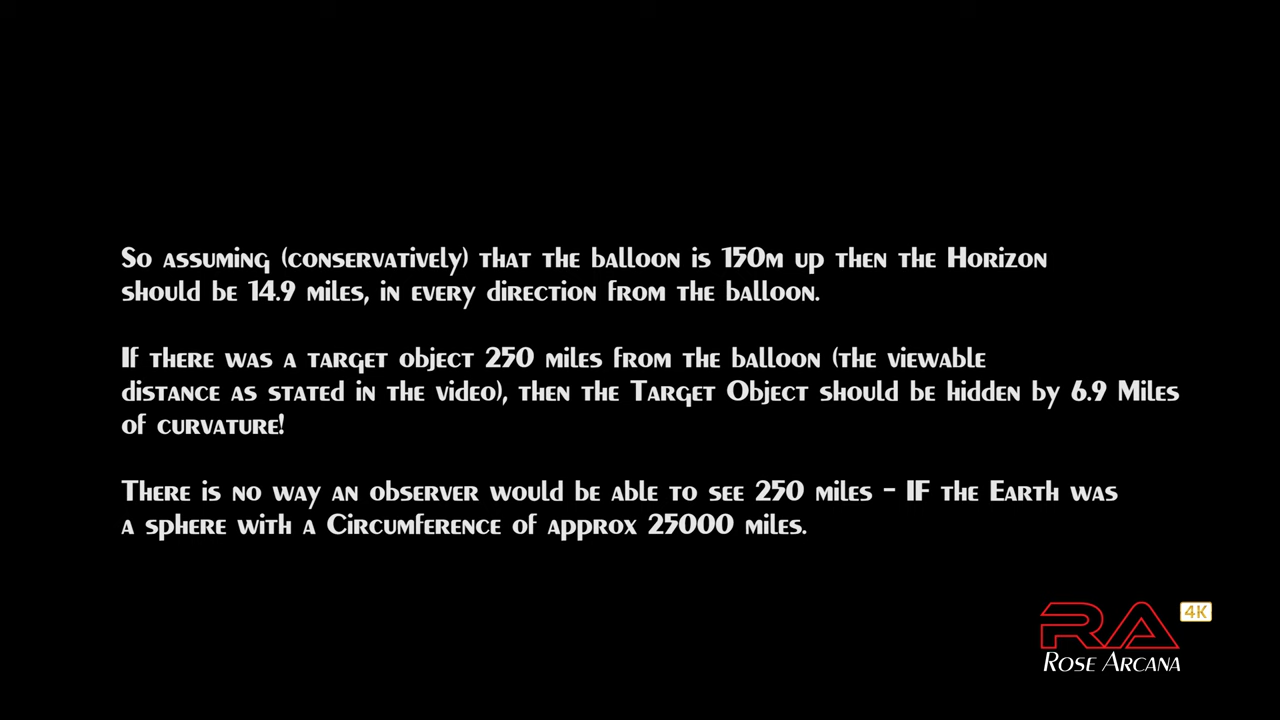 So assuming (conservatively) that the balloon is 150m up then the Horizon
should be 14.9 miles, in every direction from the balloon.
If there was a target object 250 miles from the balloon (the viewable
distance as stated in the video), then the Target Object should be hidden by 6.9 Miles
of curvature!
There is no way an observer would be able to see 250 miles - IF the Earth was
a sphere with a Circumference of approx 25000 miles.
RA 4K
Rose Arcana